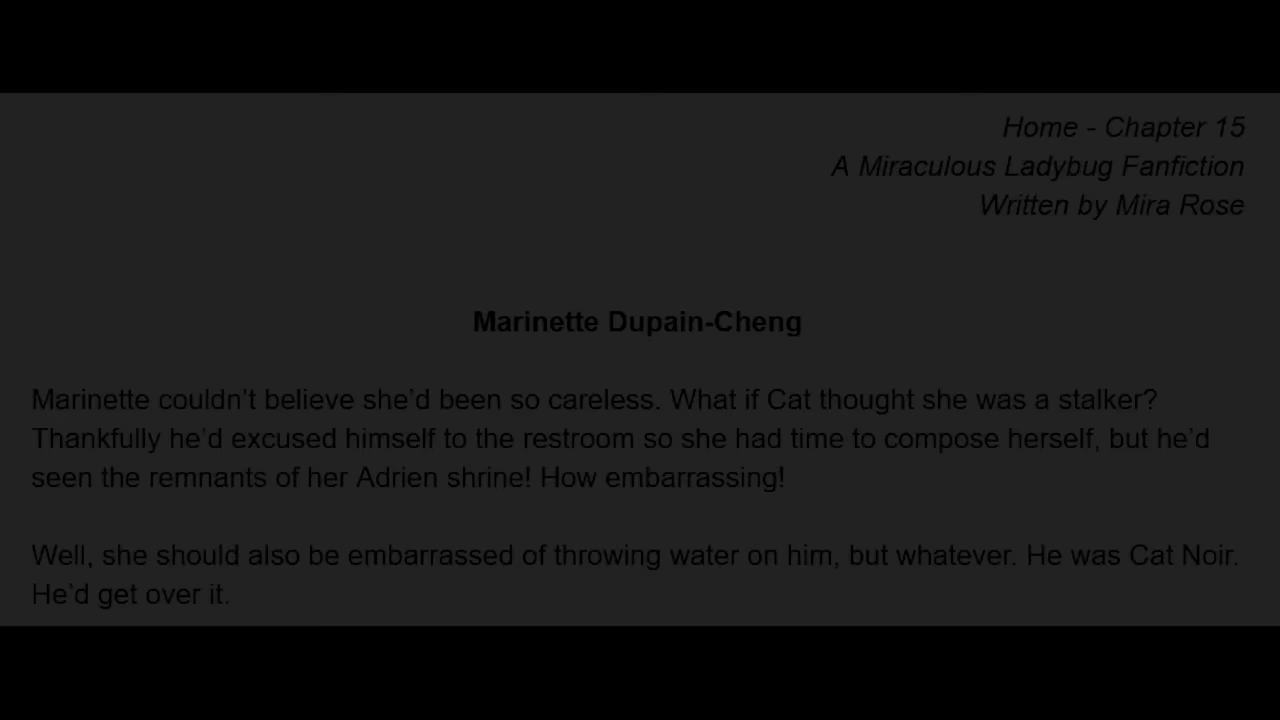 Home - Chapter 15
A Miraculous Ladybug Fanfiction
Written by Mira Rose
Marinette Dupain-Cheng
Marinette couldn't believe she'd been so careless. What if Cat thought she was a stalker?
Thankfully he'd excused himself to the restroom so she had time to compose herself, but he'd
seen the remnants of her Adrien shrine! How embarrassing!
Well, she should also be embarrassed of throwing water on him, but whatever. He was Cat Noir.
He'd get over it.